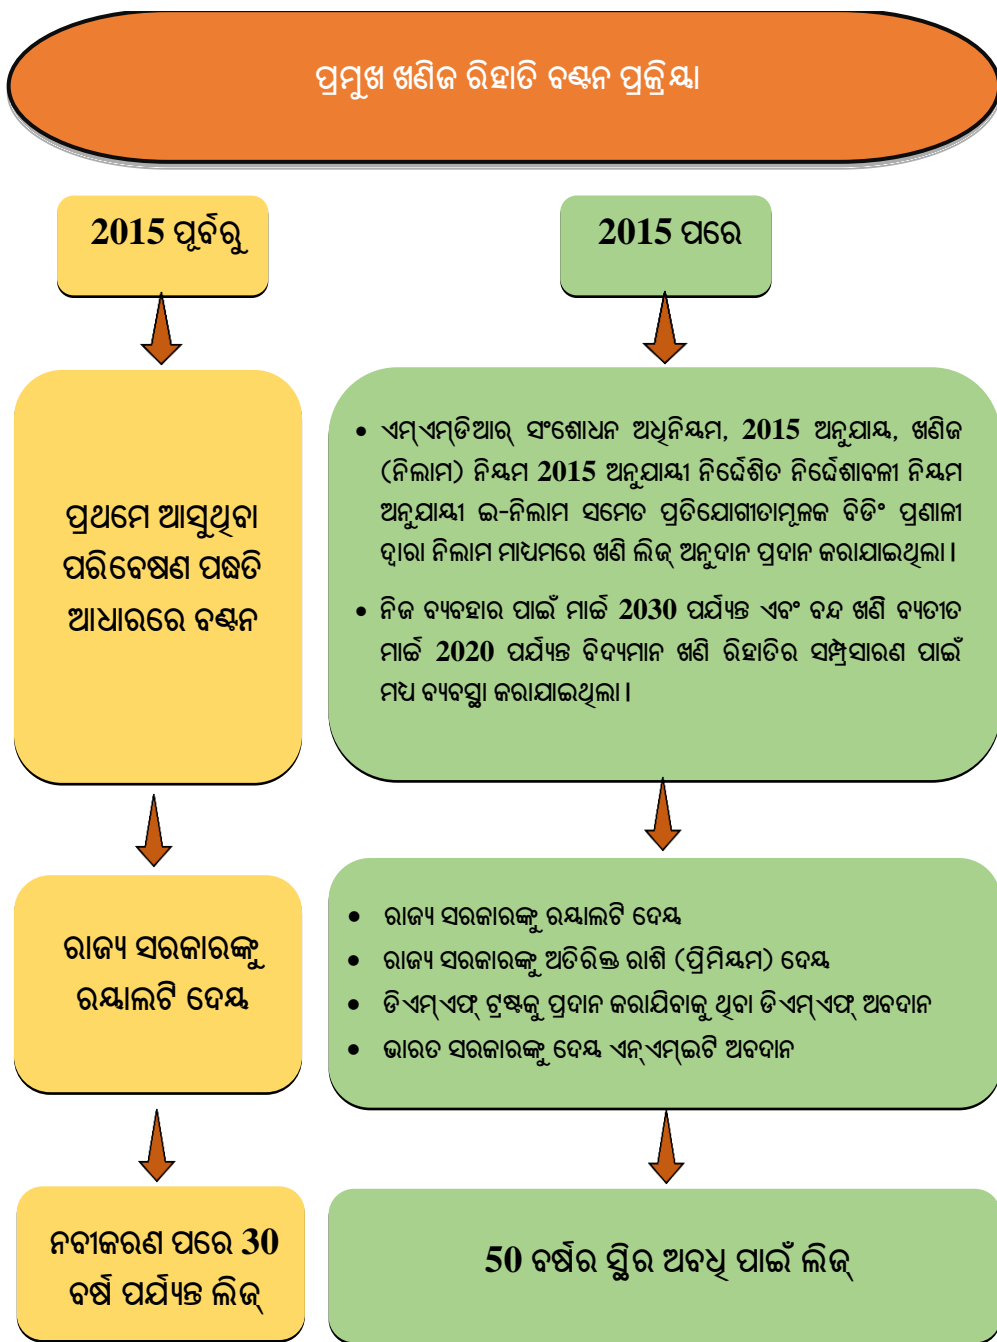 ପ୍ରମୁଖ ଖଣିଜ ରିହାତି ବଣ୍ଟନ ପ୍ରକ୍ରିୟା
2015 ପୂର୍ବରୁ
ପ୍ରଥମେ ଆସୁଥିବା
ପରିବେଷଣ ପଦ୍ଧତି
ଆଧାରରେ ବଣ୍ଟନ
ରାଜ୍ୟ ସରକାରଙ୍କୁ
ରୟାଲଟି ଦେୟ
ନବୀକରଣ ପରେ 30
ବର୍ଷ ପର୍ଯ୍ୟନ୍ତ ଲିଜ୍
2015 ପରେ
• ଏମ୍ଏମ୍ଡିଆର୍ ସଂଶୋଧନ ଅଧିନିୟମ, 2015 ଅନୁଯାୟ, ଖଣିଜ
(ନିଲାମ) ନିୟମ 2015 ଅନୁଯାୟୀ ନିର୍ଦ୍ଦେଶିତ ନିର୍ଦ୍ଦେଶାବଳୀ ନିୟମ
ଅନୁଯାୟୀ ଇ-ନିଲାମ ସମେତ ପ୍ରତିଯୋଗୀତାମୂଳକ ବିଡିଂ ପ୍ରଣାଳୀ
ଦ୍ୱାରା ନିଲାମ ମାଧ୍ୟମରେ ଖଣି ଲିଜ୍ ଅନୁଦାନ ପ୍ରଦାନ କରାଯାଇଥିଲା।
• ନିଜ ବ୍ୟବହାର ପାଇଁ ମାର୍ଚ୍ଚ 2030 ପର୍ଯ୍ୟନ୍ତ ଏବଂ ବନ୍ଦ ଖଣି ବ୍ୟତୀତ
ମାର୍ଚ୍ଚ 2020 ପର୍ଯ୍ୟନ୍ତ ବିଦ୍ୟମାନ ଖଣି ରିହାତିର ସମ୍ପ୍ରସାରଣ ପାଇଁ
ମଧ୍ୟ ବ୍ୟବସ୍ଥା କରାଯାଇଥିଲା।
• ରାଜ୍ୟ ସରକାରଙ୍କୁ ରୟାଲଟି ଦେୟ
• ରାଜ୍ୟ ସରକାରଙ୍କୁ ଅତିରିକ୍ତ ରାଶି (ପ୍ରିମିୟମ) ଦେୟ
• ଡିଏମ୍ଏଫ୍ ଟ୍ରଷ୍ଟକୁ ପ୍ରଦାନ କରାଯିବାକୁ ଥିବା ଡିଏମ୍ଏଫ୍ ଅବଦାନ
• ଭାରତ ସରକାରଙ୍କୁ ଦେୟ ଏନ୍ଏମ୍ଇଟି ଅବଦାନ
50 ବର୍ଷର ସ୍ଥିର ଅବଧି ପାଇଁ ଲିଜ୍